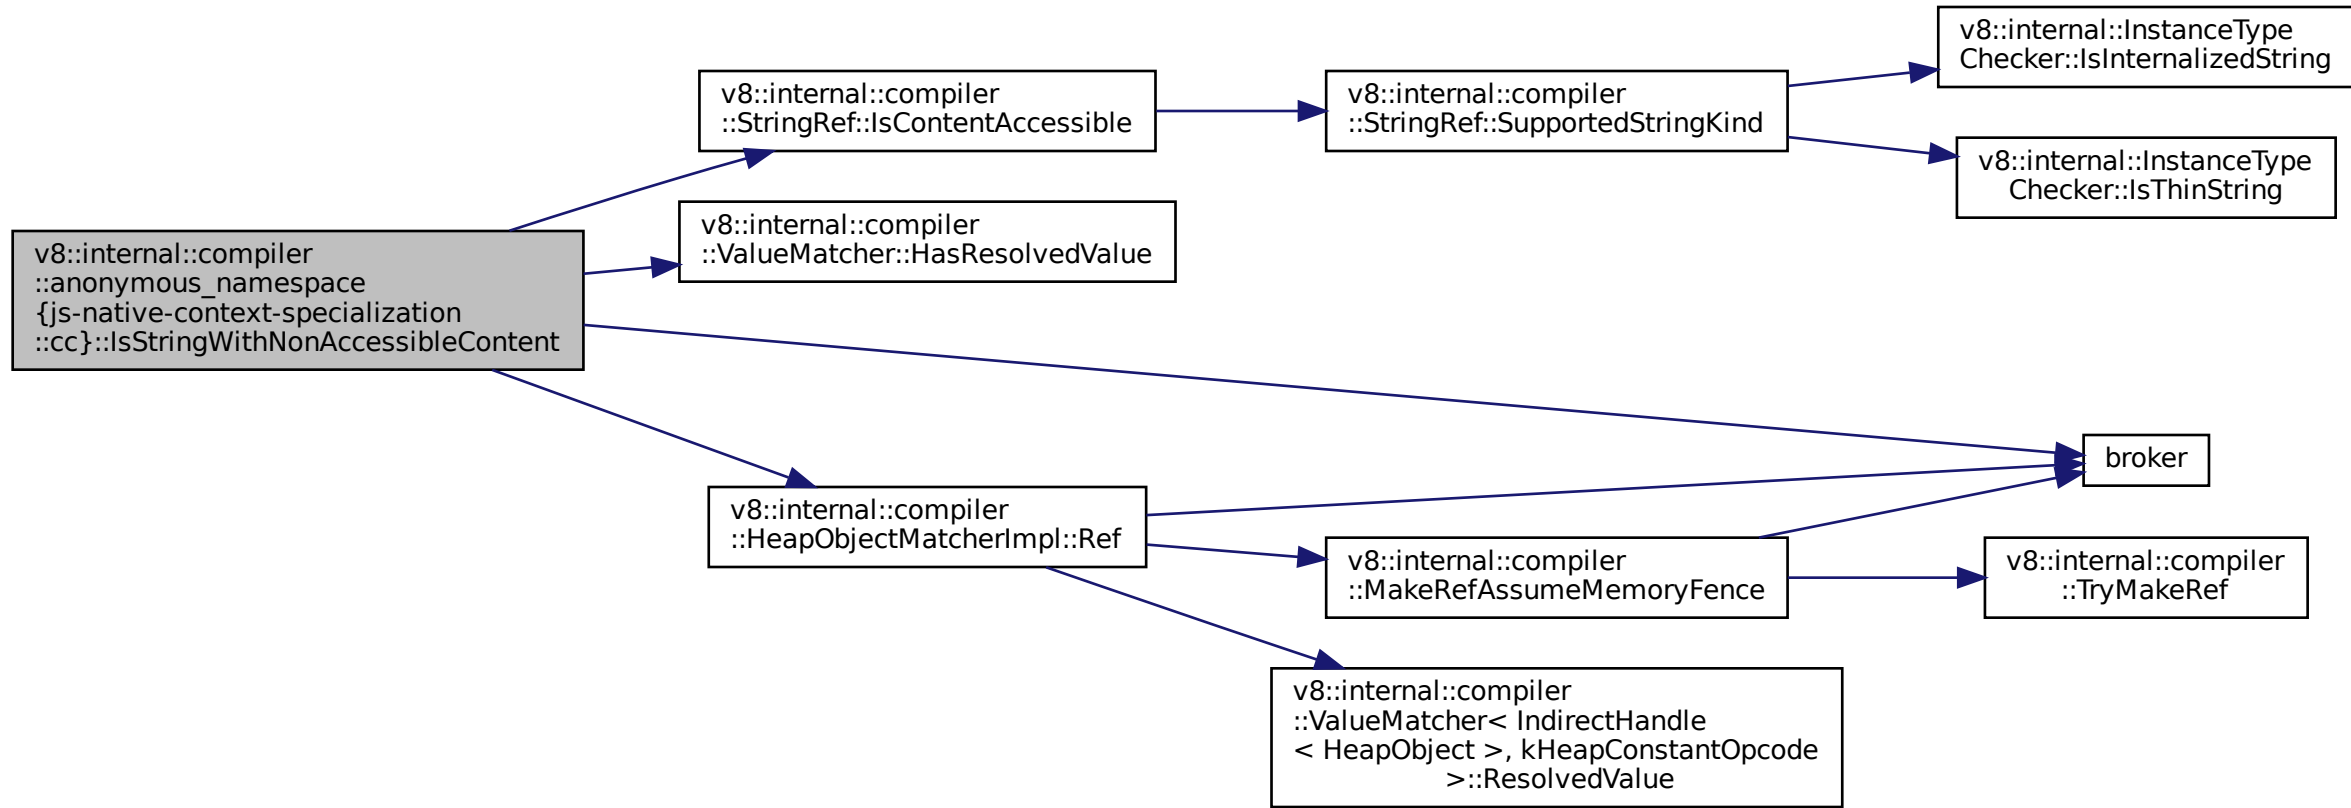 v8::internal::InstanceType
Checker::IsInternalizedString
v8::internal::compiler
::StringRef::IsContentAccessible
v8::internal::compiler
::StringRef::SupportedStringKind
v8::internal::InstanceType
Checker::IsThinString
v8::internal::compiler
::ValueMatcher::HasResolvedValue
v8::internal::compiler
::anonymous_namespace
{js-native-context-specialization
::cc}::IsStringWithNonAccessibleContent
broker
v8::internal::compiler
::HeapObjectMatcherImpl::Ref
v8::internal::compiler
::MakeRefAssumeMemoryFence
v8::internal::compiler
::TryMakeRef
v8::internal::compiler
::ValueMatcher< IndirectHandle
< HeapObject >, kHeapConstantOpcode
>::ResolvedValue